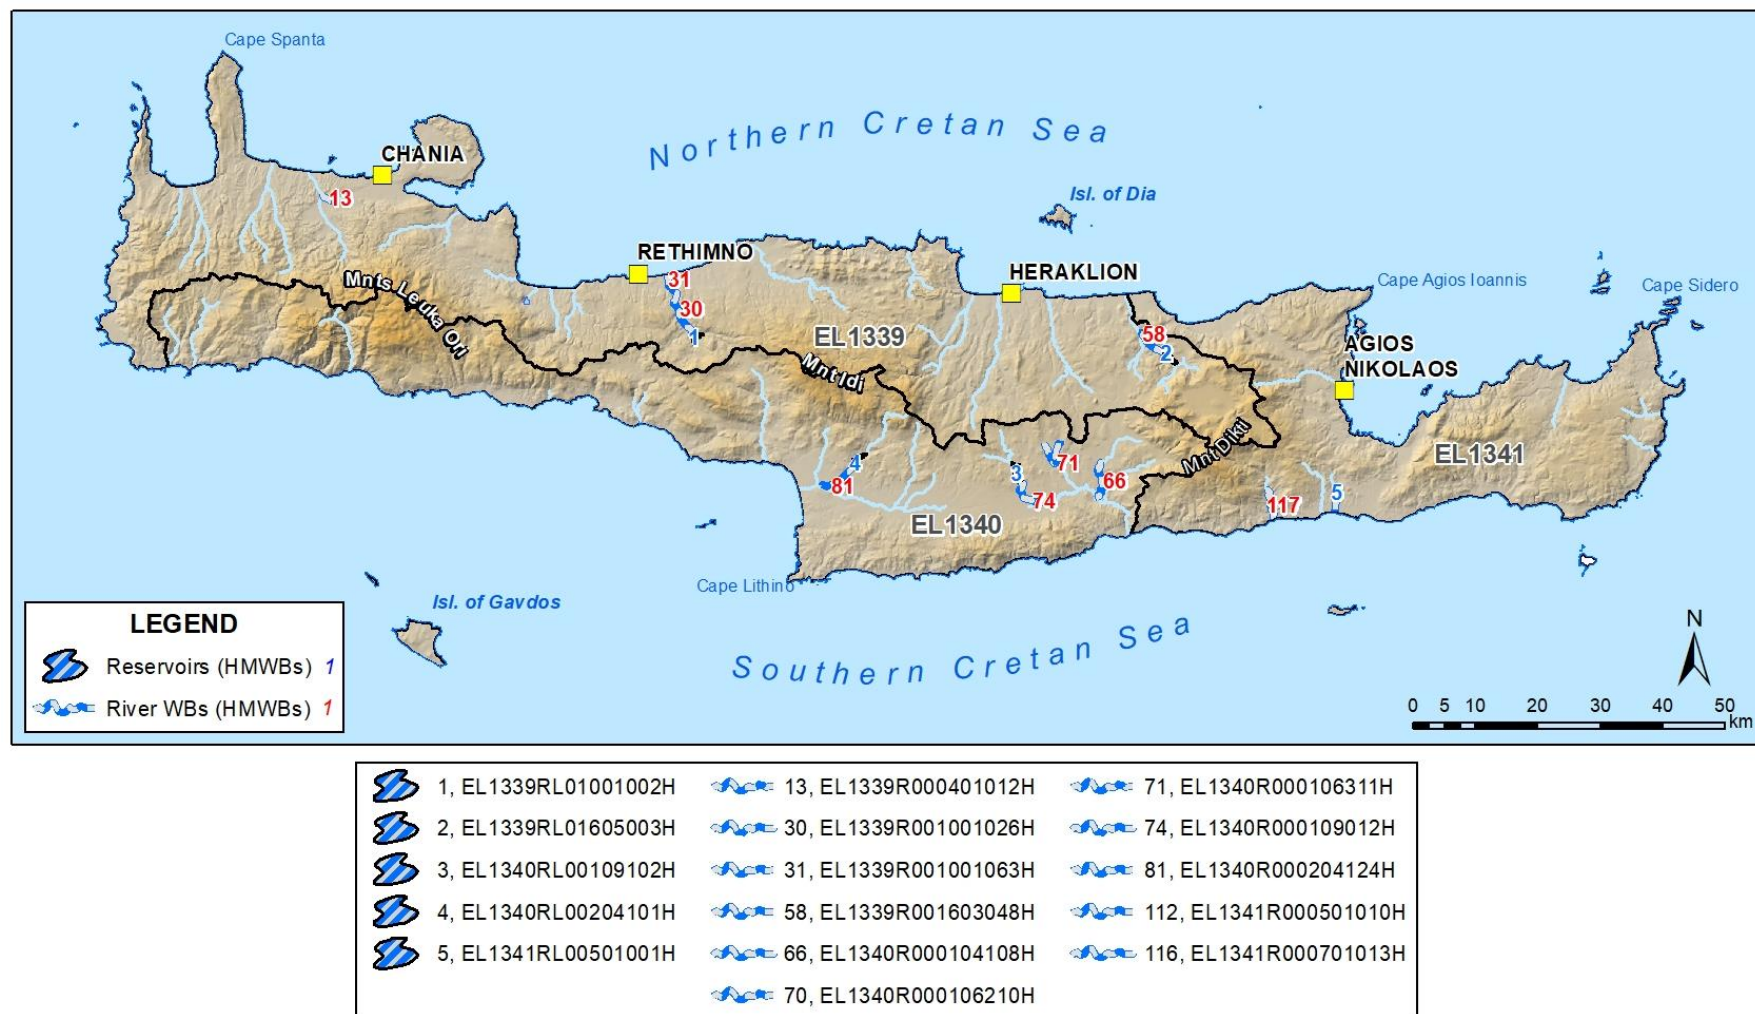 Cape Spanta
CHANIA
13
Northern Cretan Sea
Isl. of Dia
RETHIMNO
31
30
1
HERAKLION
EL1339
Cape Agios Ioannis
Cape Sidero
58
2
AGIOS
NIKOLAOS
Mnts Leuka Ori
Mnt Idi
Mnt Dikti
EL1341
4
81
3
74
71
66
117
5
EL1340
Cape Lithino
Isl. of Gavdos
Southern Cretan Sea
LEGEND
Reservoirs (HMWBs) 1
River WBs (HMWBs) 1
N
0 5 10 20 30 40 50
km
1, EL1339RL01001002H
2, EL1339RL01605003H
3, EL1340RL00109102H
4, EL1340RL00204101H
5, EL1341RL00501001H
13, EL1339R000401012H
30, EL1339R001001026H
31, EL1339R001001063H
58, EL1339R001603048H
66, EL1340R000104108H
70, EL1340R000106210H
71, EL1340R000106311H
74, EL1340R000109012H
81, EL1340R000204124H
112, EL1341R000501010H
116, EL1341R000701013H